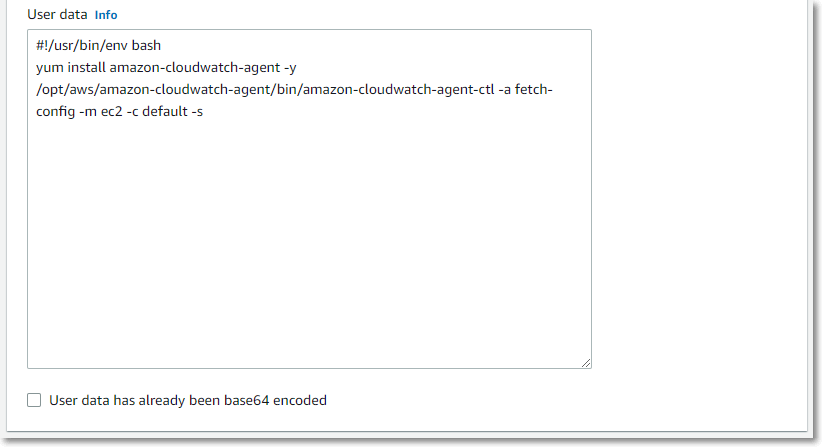 User data Info
#!/usr/bin/env bash
yum install amazon-cloudwatch-agent -y
/opt/aws/amazon-cloudwatch-agent/bin/amazon-cloudwatch-agent-ctl -a fetch-
config -m ec2 -c default -s
User data has already been base64 encoded